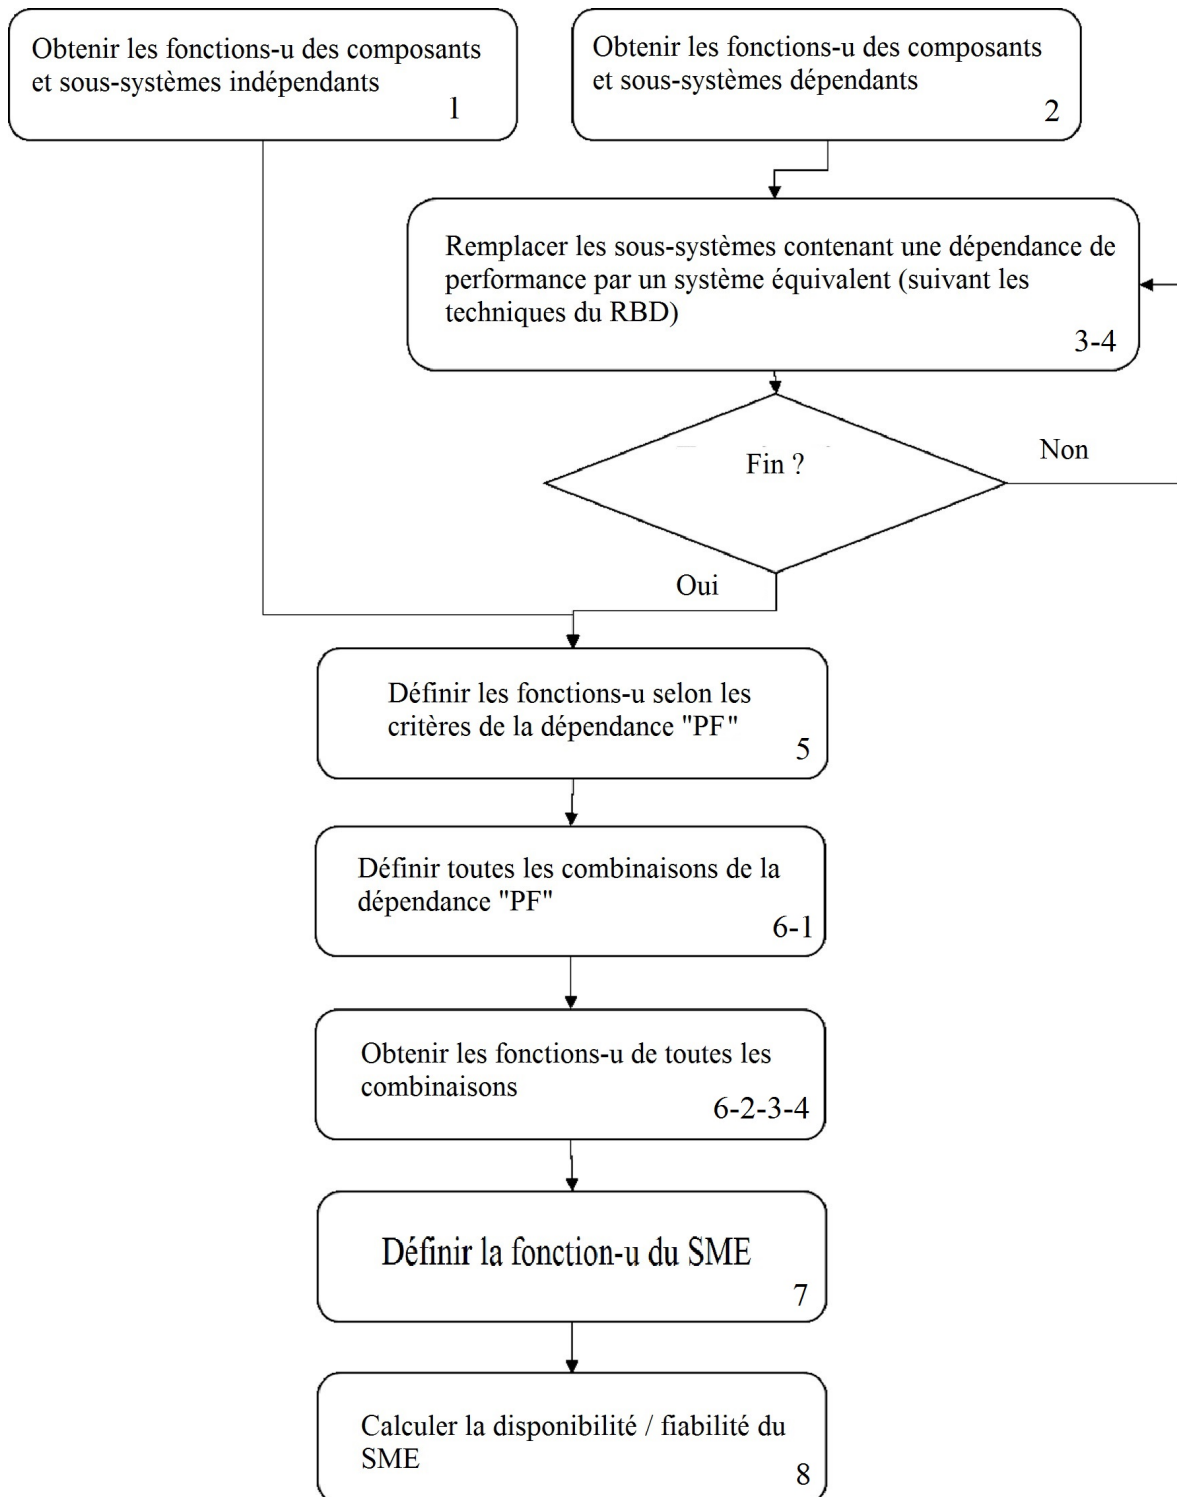 Obtenir les fonctions-u des composants
et sous-systèmes indépendants
1
Obtenir les fonctions-u des composants
et sous-systèmes dépendants
2
Remplacer les sous-systèmes contenant une dépendance de
performance par un système équivalent (suivant les
techniques du RBD)
3-4
Fin ?
Non
Oui
Définir les fonctions-u selon les
critères de la dépendance "PF"
5
Définir toutes les combinaisons de la
dépendance "PF"
6-1
Obtenir les fonctions-u de toutes les
combinaisons
6-2-3-4
Définir la fonction-u du SME
7
Calculer la disponibilité / fiabilité du
SME
8